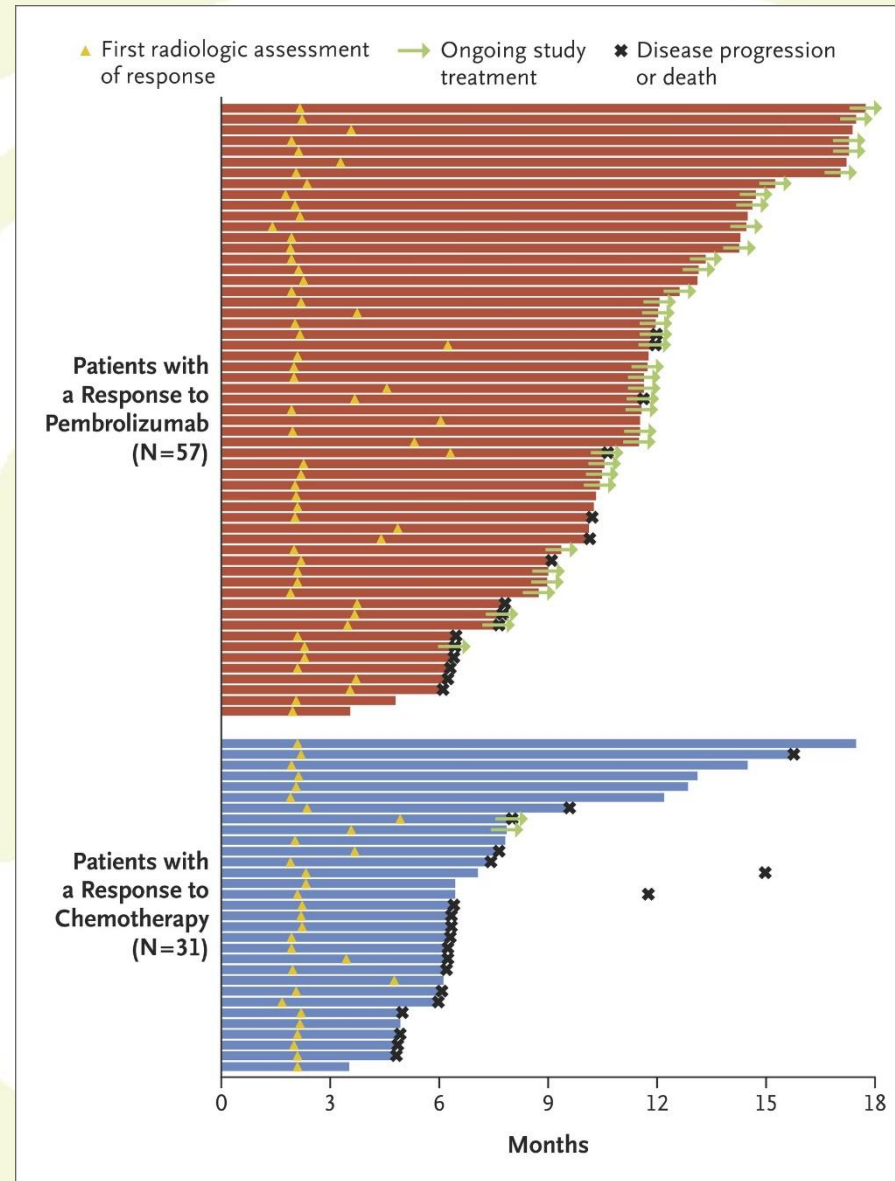 First radiologic assessment
of response
Ongoing study
treatment
Disease progression
or death
Patients with
a Response to
Pembrolizumab
(N=57)
Patients with
a Response to
Chemotherapy
(N=31)
0 3 6 9 12 15 18
Months